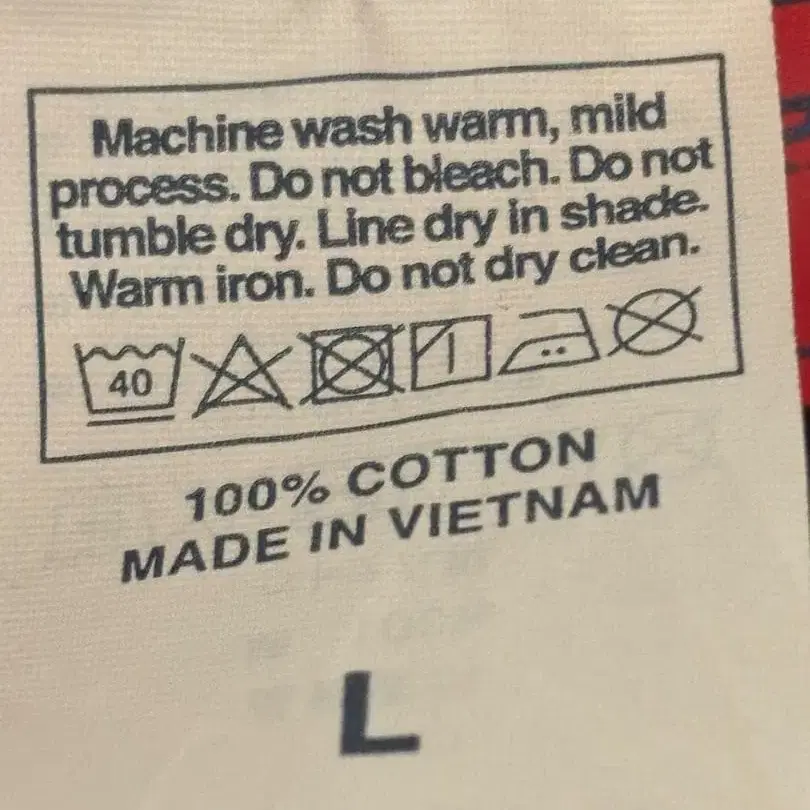 Machine wash warm, mild
process. Do not bleach. Do not
tumble dry. Line dry in shade.
Warm iron. Do not dry clean.
40
100% COTTON
MADE IN VIETNAM
L